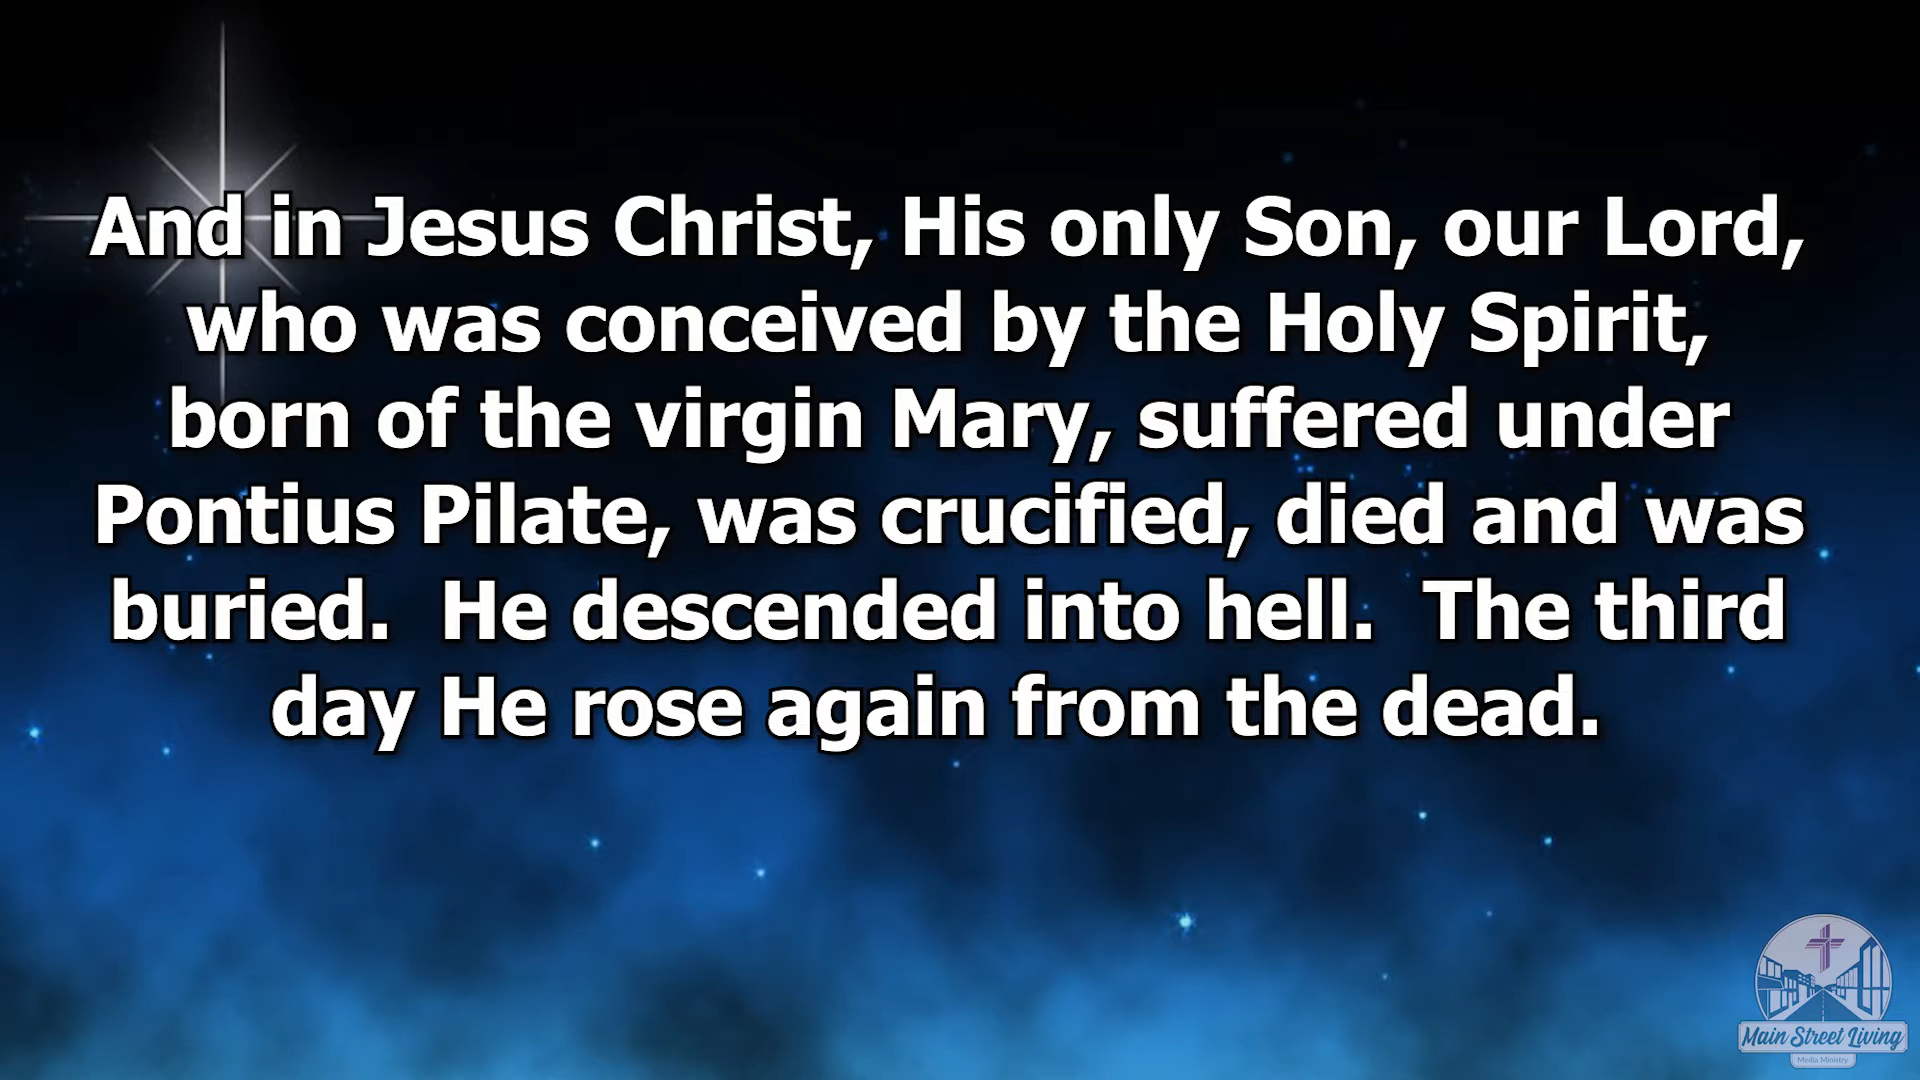 And in Jesus Christ, His only Son, our Lord,
who was conceived by the Holy Spirit,
born of the virgin Mary, suffered under
Pontius Pilate, was crucified, died and was
buried.  He descended into hell.  The third
day He rose again from the dead.
Main Street Living
Media Ministry